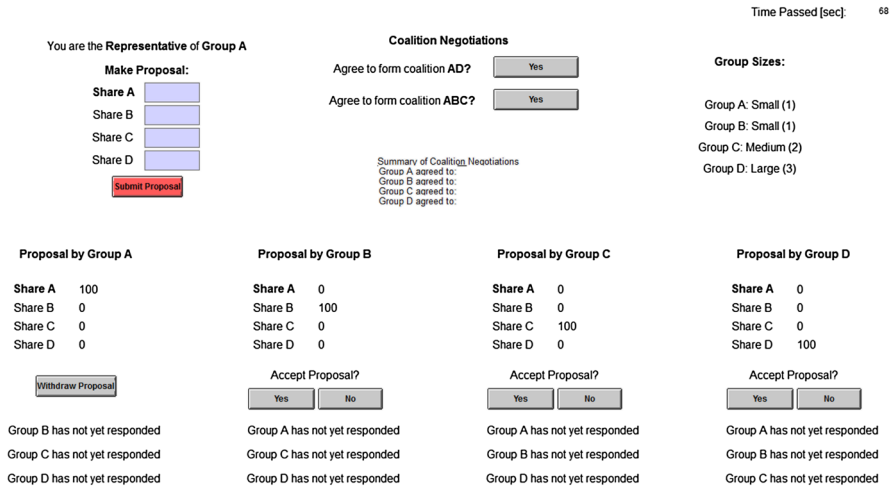 Time Passed [sec]: 68
You are the Representative of Group A
Make Proposal:
Share A
Share B
Share C
Share D
Submit Proposal
Coalition Negotiations
Agree to form coalition AD? Yes
Agree to form coalition ABC? Yes
Summary of Coalition Negotiations
Group A agreed to:
Group B agreed to:
Group C agreed to:
Group D agreed to:
Group Sizes:
Group A: Small (1)
Group B: Small (1)
Group C: Medium (2)
Group D: Large (3)
Proposal by Group A
Share A 100
Share B 0
Share C 0
Share D 0
Withdraw Proposal
Group B has not yet responded
Group C has not yet responded
Group D has not yet responded
Proposal by Group B
Share A 0
Share B 100
Share C 0
Share D 0
Accept Proposal?
Yes No
Group A has not yet responded
Group C has not yet responded
Group D has not yet responded
Proposal by Group C
Share A 0
Share B 0
Share C 100
Share D 0
Accept Proposal?
Yes No
Group A has not yet responded
Group B has not yet responded
Group D has not yet responded
Proposal by Group D
Share A 0
Share B 0
Share C 0
Share D 100
Accept Proposal?
Yes No
Group A has not yet responded
Group B has not yet responded
Group C has not yet responded